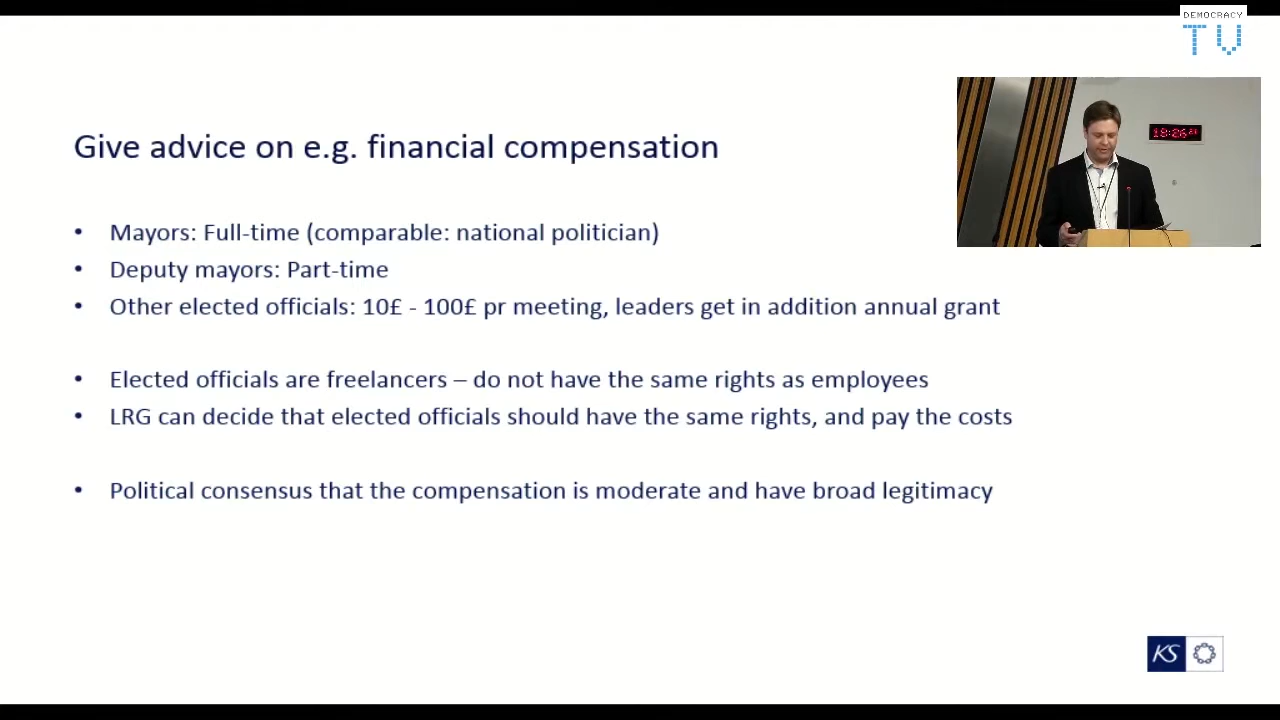 DEMOCRACY
TV
Give advice on e.g. financial compensation
19:26
• Mayors: Full-time (comparable: national politician)
• Deputy mayors: Part-time
• Other elected officials: 10£ - 100£ pr meeting, leaders get in addition annual grant
• Elected officials are freelancers – do not have the same rights as employees
• LRG can decide that elected officials should have the same rights, and pay the costs
• Political consensus that the compensation is moderate and have broad legitimacy
KS